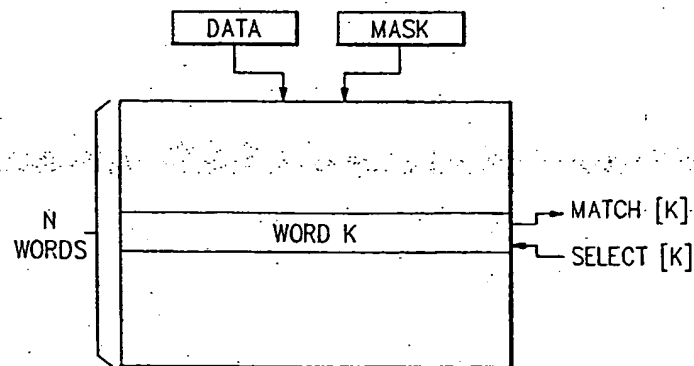 DATA
MASK
N
WORDS
WORD K
MATCH [K]
SELECT [K]